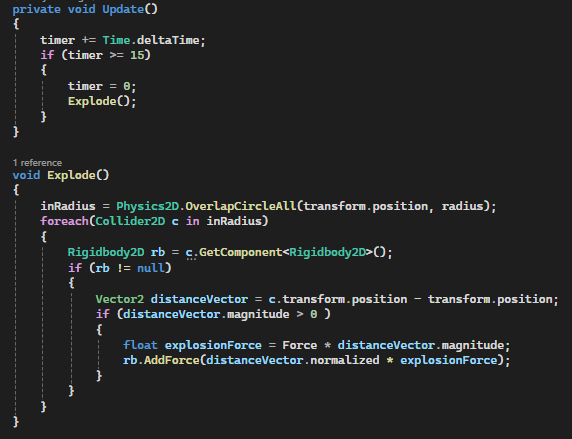 private void Update()
{
timer += Time.deltaTime;
if (timer >= 15)
{
timer = 0;
Explode();
}
}
1 reference
void Explode()
{
inRadius = Physics2D.OverlapCircleAll(transform.position, radius);
foreach(Collider2D c in inRadius)
{
Rigidbody2D rb = c.GetComponent<Rigidbody2D>();
if (rb != null)
{
Vector2 distanceVector = c.transform.position - transform.position;
if (distanceVector.magnitude > 0 )
{
float explosionForce = Force * distanceVector.magnitude;
rb.AddForce(distanceVector.normalized * explosionForce);
}
}
}
}